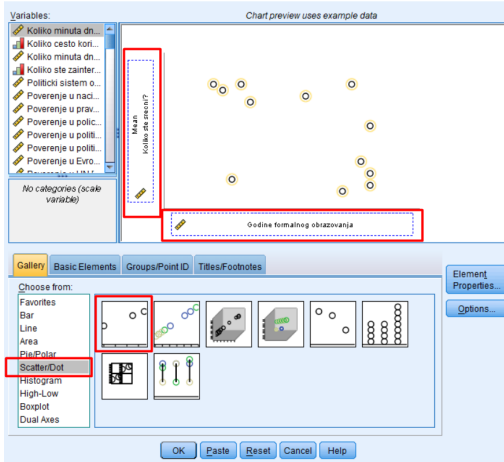 Variables:
Chart preview uses example data
Koliko minuta dn...
Koliko cesto kori...
Koliko minuta dn...
Koliko ste zainter...
Politicki sistem o...
Poverenje u naci...
Poverenje u prav...
Poverenje u polic...
Poverenje u politi...
Poverenje u politi...
Poverenje u Evro...
No categories (scale
variable)
Mean
Koliko ste srecni?
Godine formalnog obrazovanja
Gallery
Basic Elements
Groups/Point ID
Titles/Footnotes
Choose from:
Favorites
Bar
Line
Area
Pie/Polar
Scatter/Dot
Histogram
High-Low
Boxplot
Dual Axes
Element
Properties...
Options...
OK
Paste
Reset
Cancel
Help